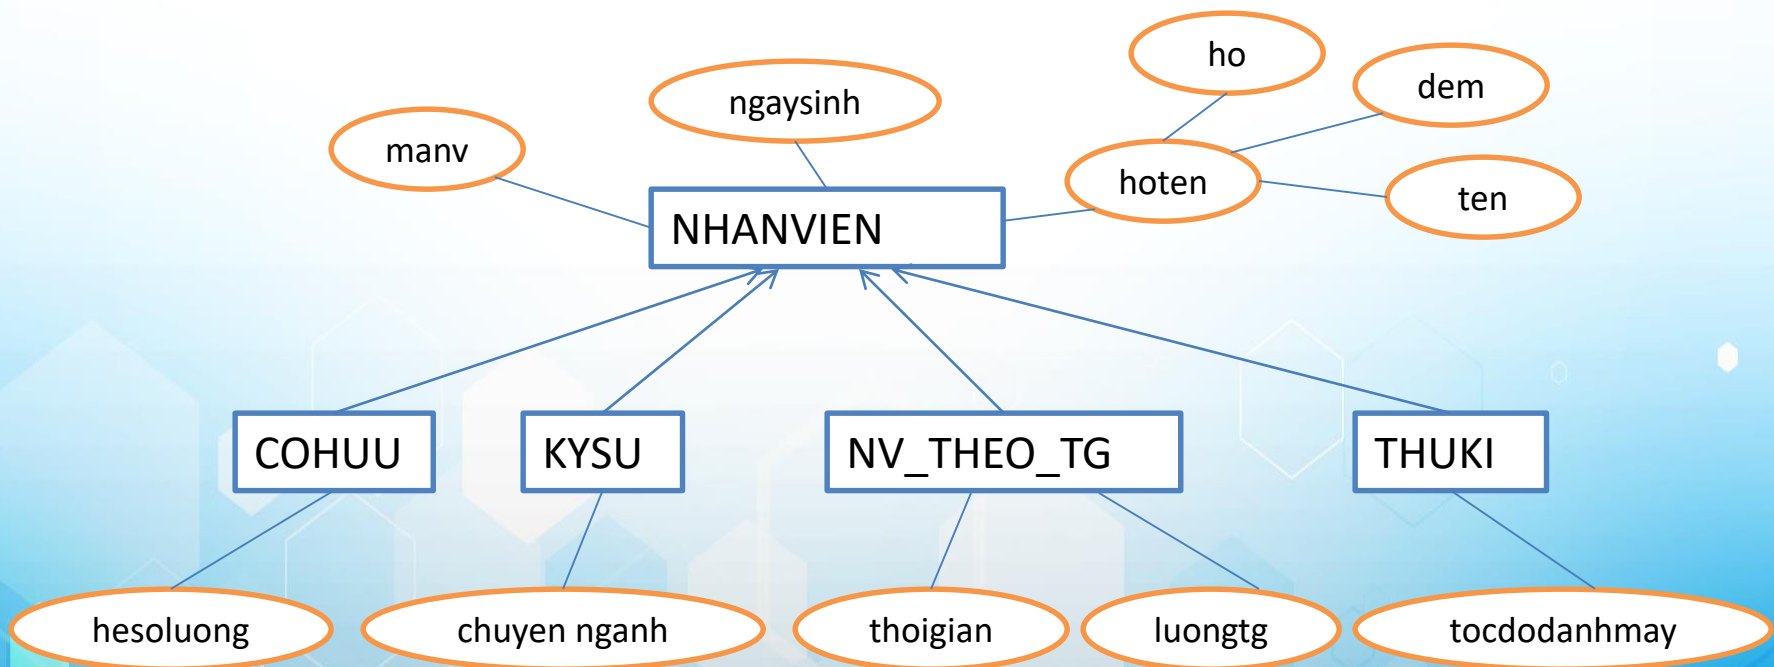 ho
dem
ngaysinh
manv
hoten
ten
NHANVIEN
COHUU
KYSU
NV_THEO_TG
THUKI
hesoluong
chuyen nganh
thoigian
luongtg
tocdodanhmay